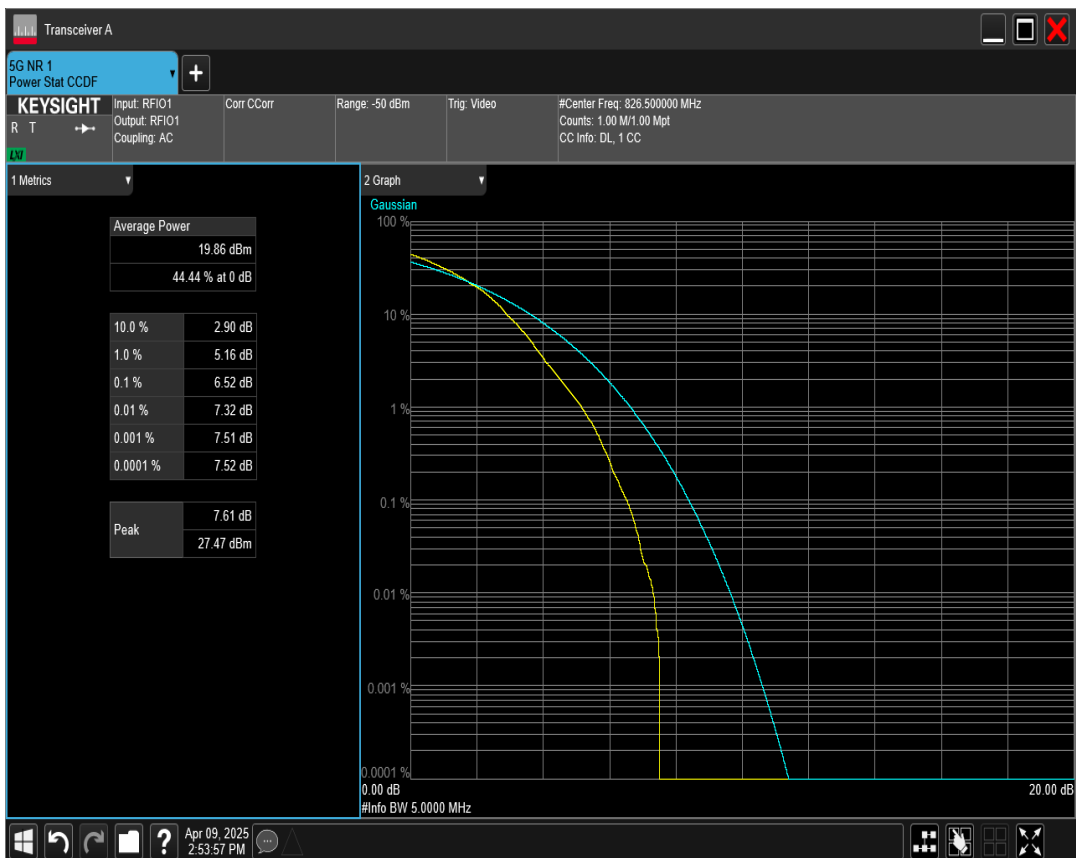 Transceiver A
5G NR 1
Power Stat CCDF
KEYSIGHT
R T
LXI
Input: RFIO1
Output: RFIO1
Coupling: AC
Corr CCorr
Range: -50 dBm
Trig: Video
#Center Freq: 826.500000 MHz
Counts: 1.00 M/1.00 Mpt
CC Info: DL, 1 CC
1 Metrics
Average Power
19.86 dBm
44.44 % at 0 dB
10.0 % 2.90 dB
1.0 % 5.16 dB
0.1 % 6.52 dB
0.01 % 7.32 dB
0.001 % 7.51 dB
0.0001 % 7.52 dB
Peak
7.61 dB
27.47 dBm
2 Graph
Gaussian
100 %
10 %
1 %
0.1 %
0.01 %
0.001 %
0.0001 %
0.00 dB
20.00 dB
#Info BW 5.0000 MHz
?
Apr 09, 2025
2:53:57 PM